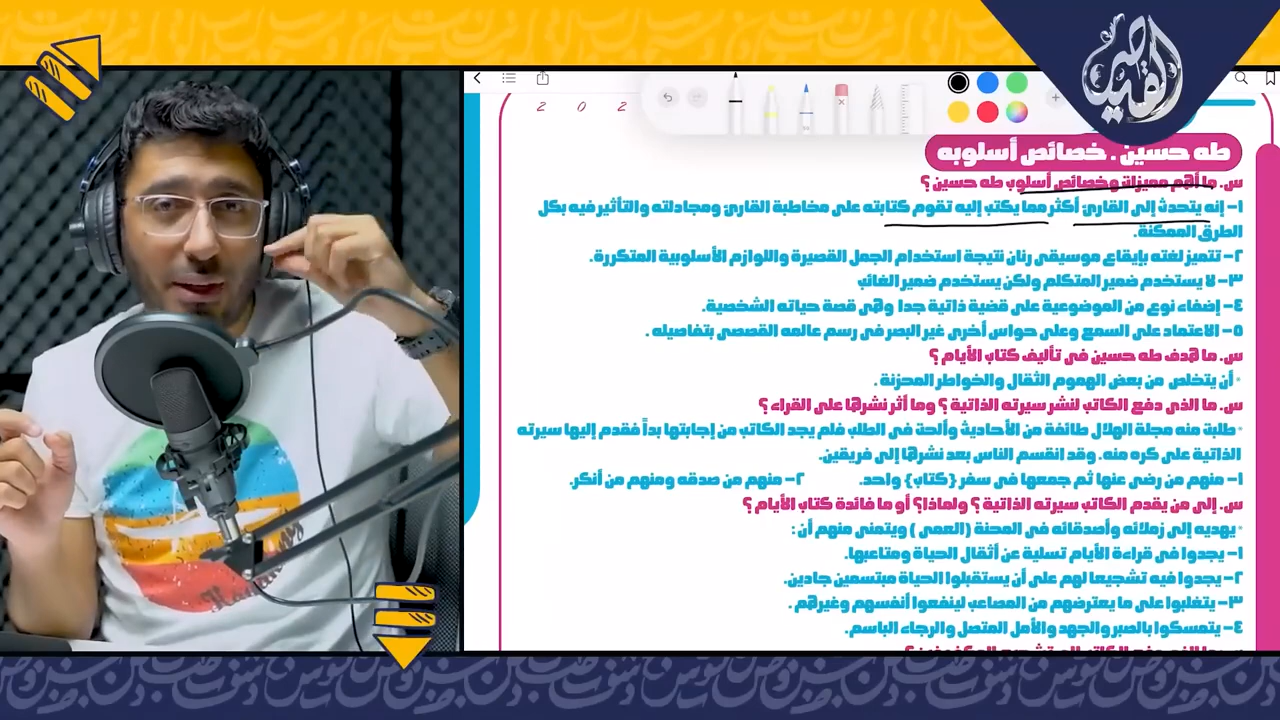 القيصر
2 0 2
طه حسين . خصائص أسلوبه
س. ما أهم مميزات وخصائص أسلوب طه حسين ؟
١- إنه يتحدث إلى القارئ أكثر مما يكتب إليه تقوم كتابته على مخاطبة القارئ ومجادلته والتأثير فيه بكل
الطرق الممكنة.
٢- تتميز لغته بإيقاع موسيقى رنان نتيجة استخدام الجمل القصيرة واللوازم الأسلوبية المتكررة.
٣- لا يستخدم ضمير المتكلم ولكن يستخدم ضمير الغائب
٤- إضفاء نوع من الموضوعية على قضية ذاتية جدا وهى قصة حياته الشخصية.
٥- الاعتماد على السمع وعلى حواس أخرى غير البصر فى رسم عالمه القصصى بتفاصيله .
س. ما هدف طه حسين فى تأليف كتاب الأيام ؟
• أن يتخلص من بعض الهموم الثقال والخواطر المحزنة .
س. ما الذى دفع الكاتب لنشر سيرته الذاتية ؟ وما أثر نشرها على القراء ؟
• طلبت منه مجلة الهلال طائفة من الأحاديث وألحت فى الطلب فلم يجد الكاتب من إجابتها بداً فقدم إليها سيرته
الذاتية على كره منه. وقد انقسم الناس بعد نشرها إلى فريقين.
١- منهم من رضى عنها ثم جمعها فى سفر {كتاب} واحد. ٢- منهم من صدقه ومنهم من أنكر.
س. إلى من يقدم الكاتب سيرته الذاتية ؟ ولماذا؟ أو ما فائدة كتاب الأيام ؟
• يهديه إلى زملائه وأصدقائه فى المحنة (العمى ) ويتمنى منهم أن :
١- يجدوا فى قراءة الأيام تسلية عن أثقال الحياة ومتاعبها.
٢- يجدوا فيه تشجيعا لهم على أن يستقبلوا الحياة مبتسمين جادين.
٣- يتغلبوا على ما يعترضهم من المصاعب لينفعوا أنفسهم وغيرهم .
٤- يتمسكوا بالصبر والجهد والأمل المتصل والرجاء الباسم.